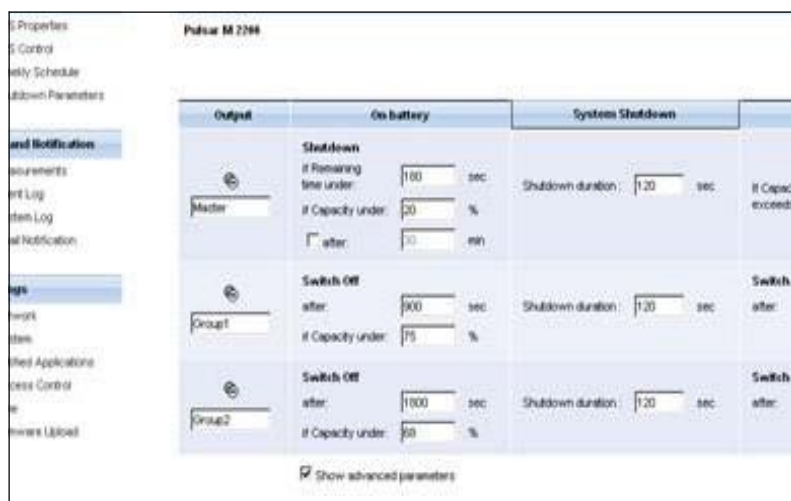 S Properties
S Control
ekly Schedule
utdown Parameters
and Notification
asurements
ent Log
stem Log
ail Notification
ngs
twork
stem
ified Applications
cess Control
mware Upload
Pulsar M 2200
Output
On battery
System Shutdown
Master
Shutdown
if Remaining
time under: 180 sec
if Capacity under: 20 %
after: 30 min
Shutdown duration: 120 sec
If Capac
exceeds
Group1
Switch Off
after: 900 sec
if Capacity under: 75 %
Shutdown duration: 120 sec
Switch
after:
Group2
Switch Off
after: 1800 sec
if Capacity under: 60 %
Shutdown duration: 120 sec
Switch
after:
Show advanced parameters